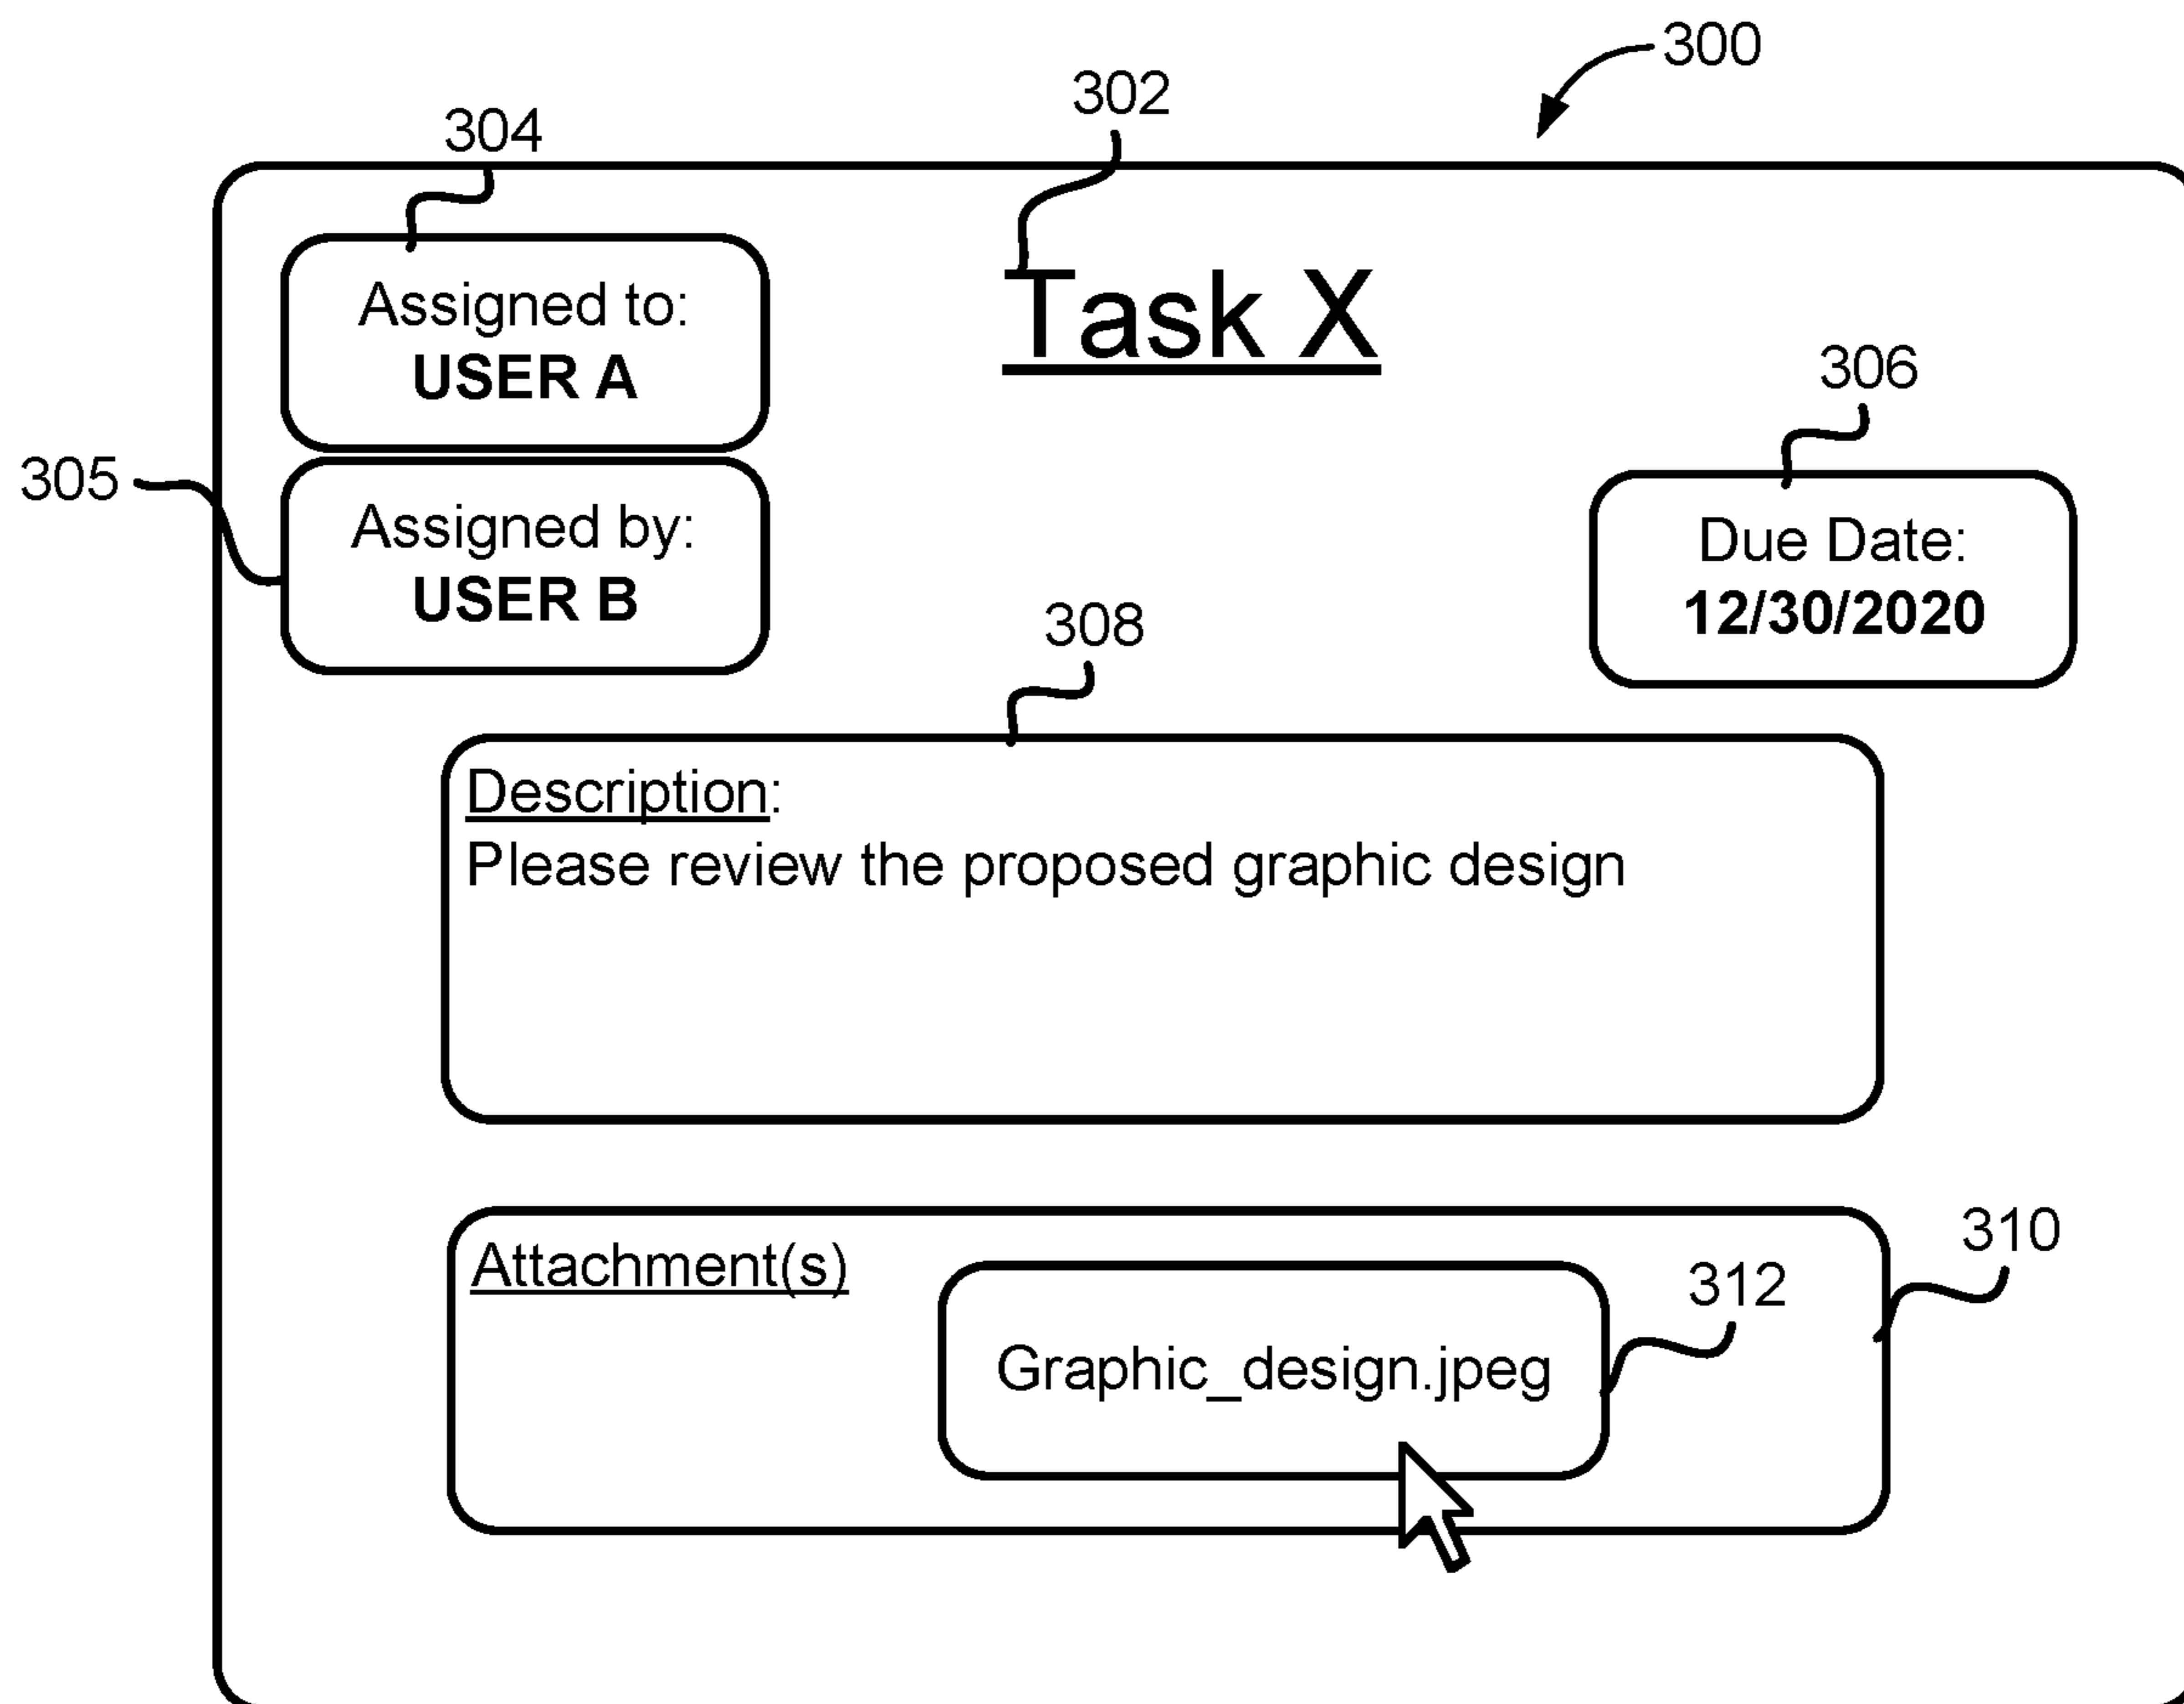 300
302
304
Assigned to:
USER A
Task X
306
305
Assigned by:
USER B
Due Date:
12/30/2020
308
Description:
Please review the proposed graphic design
310
Attachment(s)
312
Graphic_design.jpeg